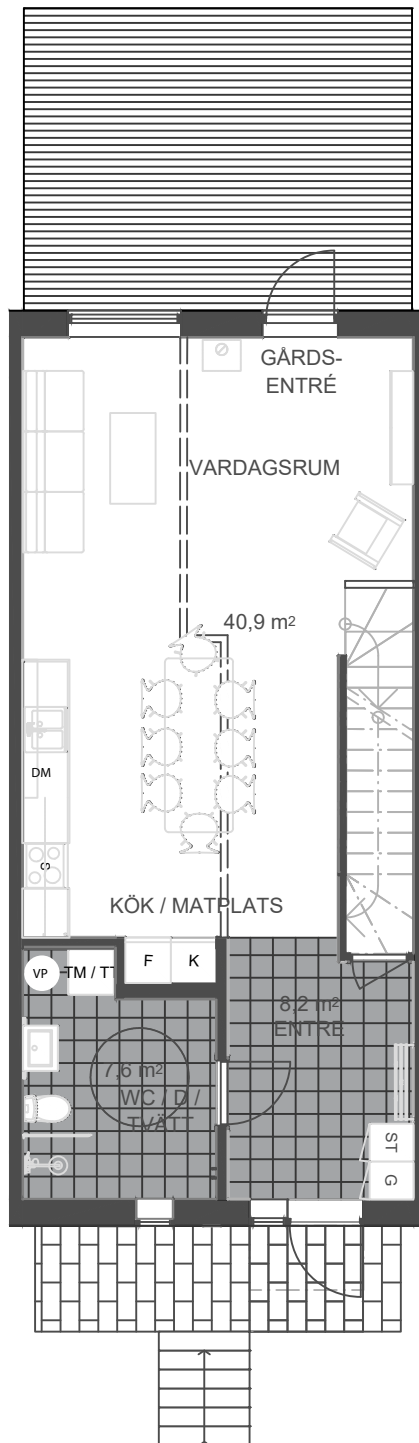 GÅRDS-
ENTRÉ
VARDAGSRUM
40,9 m²
DM
S
KÖK / MATPLATS
F
K
VP
TM / TT
8,2 m²
ENTRÉ
7,6 m²
WC / D /
TVÄTT
ST
G